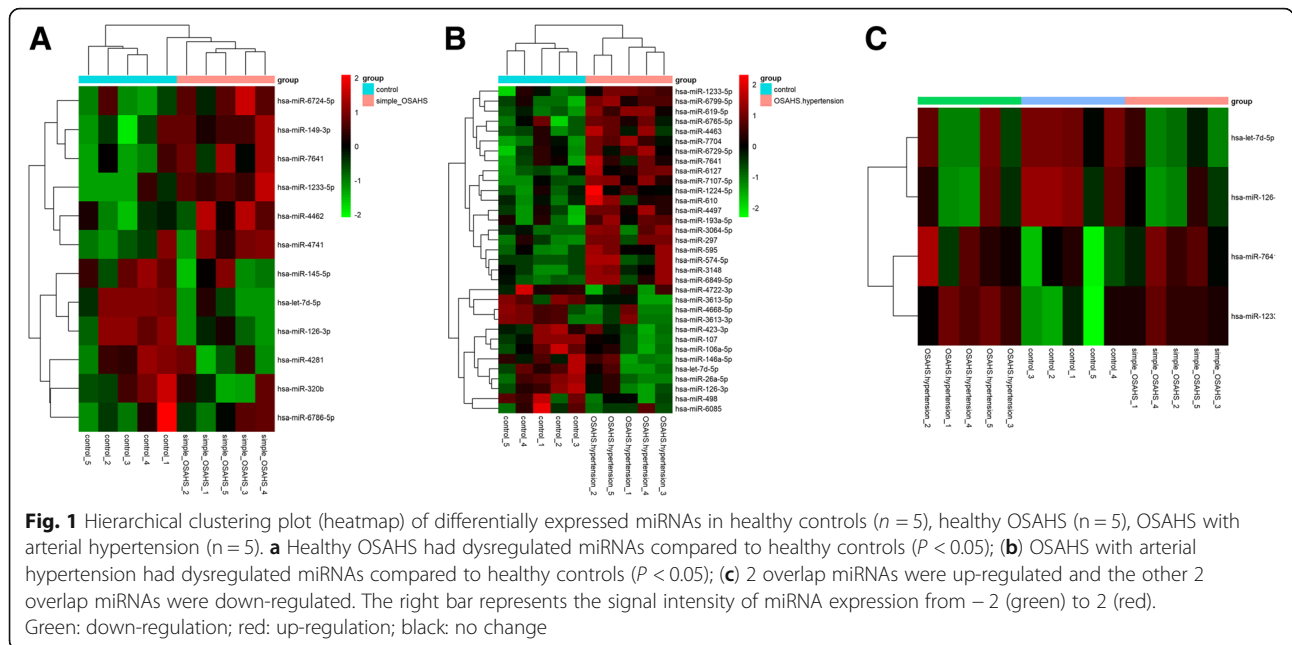 A
group
control
simple_OSAHS
group
2
1
0
-1
-2
hsa-miR-6724-5p
hsa-miR-149-3p
hsa-miR-7641
hsa-miR-1233-5p
hsa-miR-4462
hsa-miR-4741
hsa-miR-145-5p
hsa-let-7d-5p
hsa-miR-126-3p
hsa-miR-4281
hsa-miR-320b
hsa-miR-6786-5p
control_5
control_2
control_3
control_4
control_1
simple_OSAHS_2
simple_OSAHS_1
simple_OSAHS_5
simple_OSAHS_3
simple_OSAHS_4
B
group
control
OSAHS.hypertension
group
2
1
0
-1
-2
hsa-miR-1233-5p
hsa-miR-6799-5p
hsa-miR-619-5p
hsa-miR-6765-5p
hsa-miR-4463
hsa-miR-7704
hsa-miR-6729-5p
hsa-miR-7641
hsa-miR-6127
hsa-miR-7107-5p
hsa-miR-1224-5p
hsa-miR-610
hsa-miR-4497
hsa-miR-193a-5p
hsa-miR-3064-5p
hsa-miR-297
hsa-miR-595
hsa-miR-574-5p
hsa-miR-3148
hsa-miR-6849-5p
hsa-miR-4722-3p
hsa-miR-3613-5p
hsa-miR-4668-5p
hsa-miR-3613-3p
hsa-miR-423-3p
hsa-miR-107
hsa-miR-106a-5p
hsa-miR-146a-5p
hsa-let-7d-5p
hsa-miR-26a-5p
hsa-miR-126-3p
hsa-miR-498
hsa-miR-6085
control_5
control_4
control_1
control_2
control_3
OSAHS.hypertension_2
OSAHS.hypertension_5
OSAHS.hypertension_1
OSAHS.hypertension_4
OSAHS.hypertension_3
C
group
hsa-let-7d-5p
hsa-miR-126-
hsa-miR-764
hsa-miR-123
OSAHS.hypertension_2
OSAHS.hypertension_1
OSAHS.hypertension_4
OSAHS.hypertension_5
OSAHS.hypertension_3
control_3
control_2
control_1
control_5
control_4
simple_OSAHS_1
simple_OSAHS_4
simple_OSAHS_2
simple_OSAHS_5
simple_OSAHS_3
Fig. 1 Hierarchical clustering plot (heatmap) of differentially expressed miRNAs in healthy controls (n = 5), healthy OSAHS (n = 5), OSAHS with
arterial hypertension (n = 5). a Healthy OSAHS had dysregulated miRNAs compared to healthy controls (P < 0.05); (b) OSAHS with arterial
hypertension had dysregulated miRNAs compared to healthy controls (P < 0.05); (c) 2 overlap miRNAs were up-regulated and the other 2
overlap miRNAs were down-regulated. The right bar represents the signal intensity of miRNA expression from − 2 (green) to 2 (red).
Green: down-regulation; red: up-regulation; black: no change